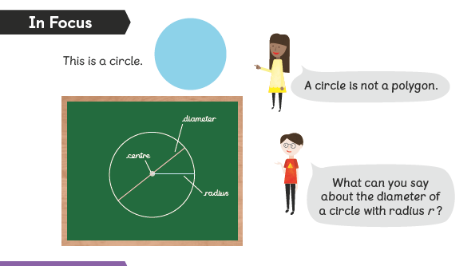 In Focus
This is a circle.
A circle is not a polygon.
diameter
centre
radius
What can you say
about the diameter of
a circle with radius r?